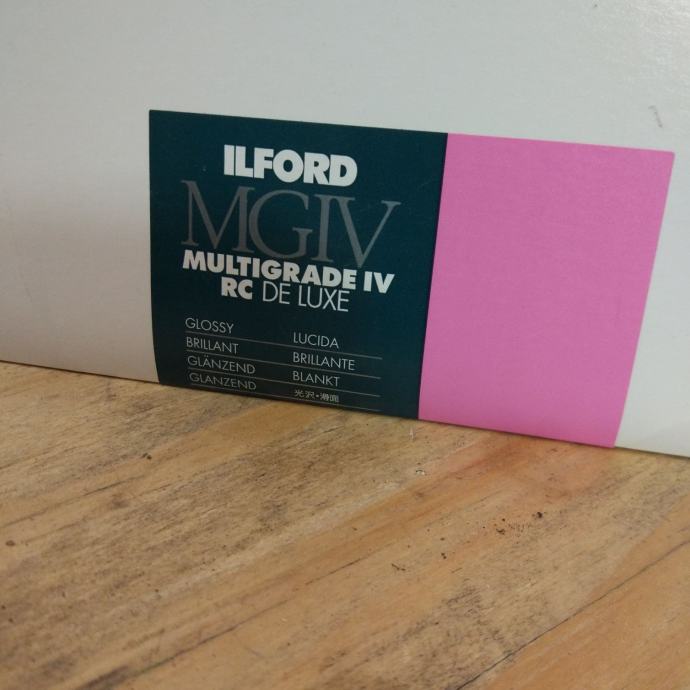 ILFORD
MGIV
MULTIGRADE IV
RC DE LUXE
GLOSSY
BRILLANT
GLÄNZEND
GLANZEND
LUCIDA
BRILLANTE
BLANKT
光沢・滑面